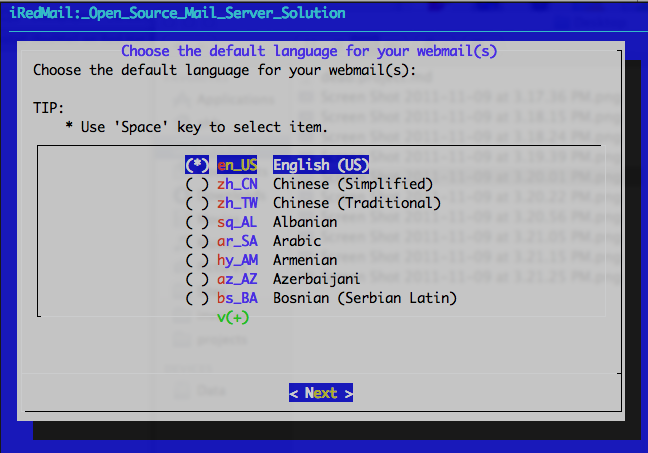 iRedMail:_Open_Source_Mail_Server_Solution
Choose the default language for your webmail(s)
Choose the default language for your webmail(s):
TIP:
* Use 'Space' key to select item.
(*) en_US English (US)
( ) zh_CN Chinese (Simplified)
( ) zh_TW Chinese (Traditional)
( ) sq_AL Albanian
( ) ar_SA Arabic
( ) hy_AM Armenian
( ) az_AZ Azerbaijani
( ) bs_BA Bosnian (Serbian Latin)
v(+)
< Next >